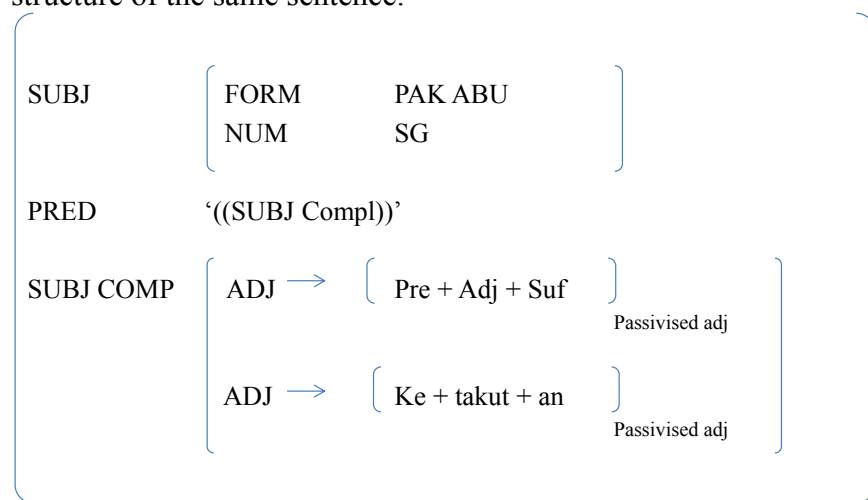 structure of the same sentence:
SUBJ FORM PAK ABU
NUM SG
PRED ‘((SUBJ Compl))’
SUBJ COMP ADJ → Pre + Adj + Suf
Passivised adj
ADJ → Ke + takut + an
Passivised adj